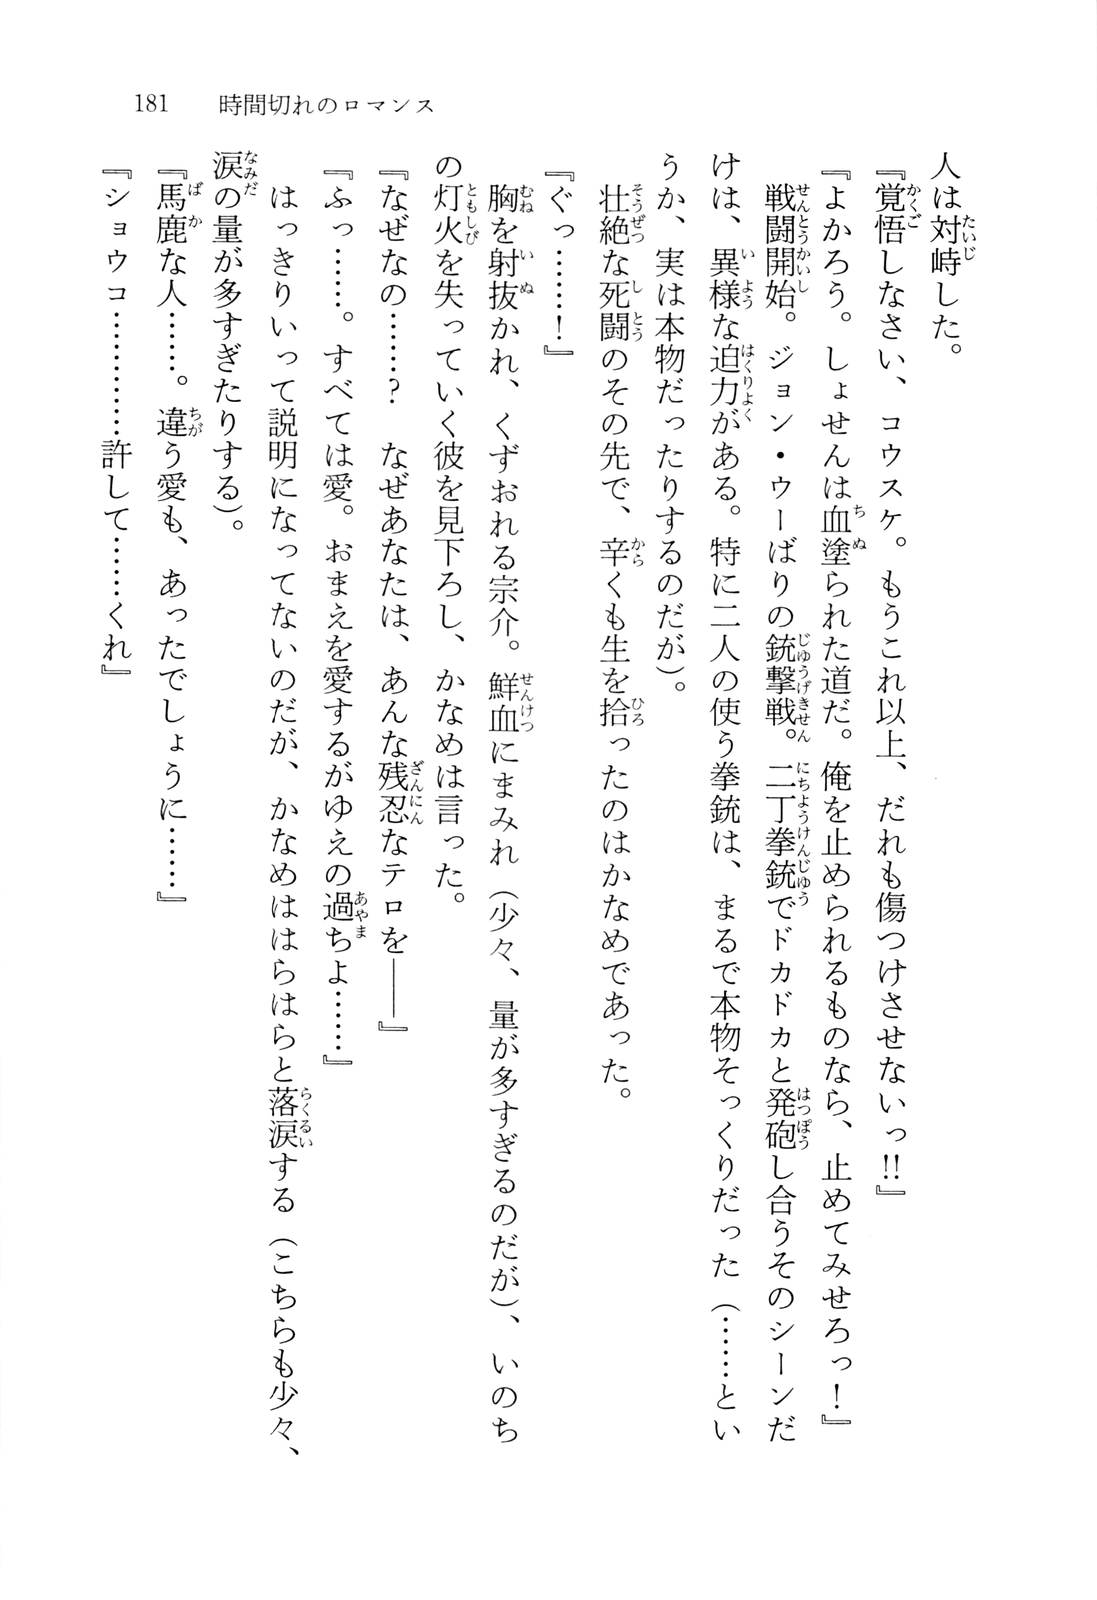 181 時間切れのロマンス
人は対峙した。
『覚悟しなさい、コウスケ。もうこれ以上、だれも傷つけさせないっ!!』
『よかろう。しょせんは血塗られた道だ。俺を止められるものなら、止めてみせろっ！』
　戦闘開始。ジョン・ウーばりの銃撃戦。二丁拳銃でドカドカと発砲し合うそのシーンだ
けは、異様な迫力がある。特に二人の使う拳銃は、まるで本物そっくりだった（……とい
うか、実は本物だったりするのだが）。
　壮絶な死闘のその先で、辛くも生を拾ったのはかなめであった。
『ぐっ……！』
　胸を射抜かれ、くずおれる宗介。鮮血にまみれ（少々、量が多すぎるのだが）、いのち
の灯火を失っていく彼を見下ろし、かなめは言った。
『なぜなの……？　なぜあなたは、あんな残忍なテロを――』
『ふっ……。すべては愛。おまえを愛するがゆえの過ちよ……』
　はっきりいって説明になってないのだが、かなめははらはらと落涙する（こちらも少々、
涙の量が多すぎたりする）。
『馬鹿な人……。違う愛も、あったでしょうに……』
『ショウコ…………許して……くれ』